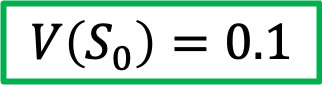 V(S₀) = 0.1